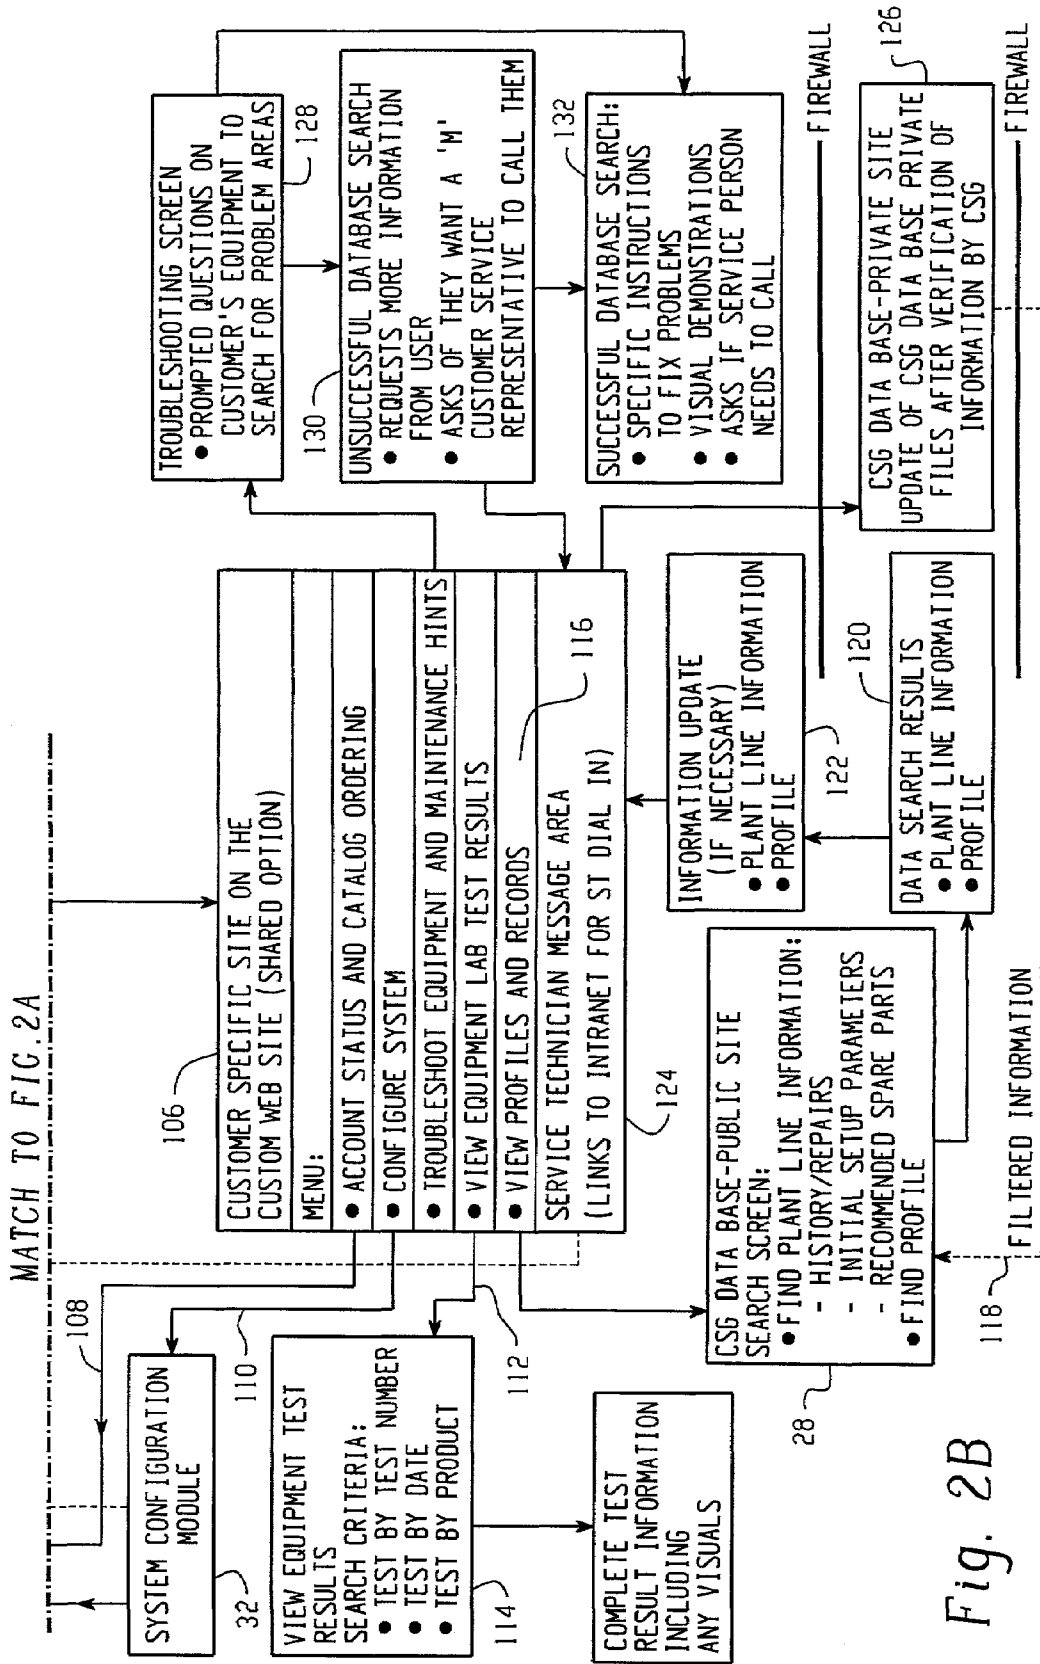 MATCH TO FIG.2A
108
SYSTEM CONFIGURATION
MODULE
32
110
VIEW EQUIPMENT TEST
RESULTS
SEARCH CRITERIA:
● TEST BY TEST NUMBER
● TEST BY DATE
● TEST BY PRODUCT
114
112
COMPLETE TEST
RESULT INFORMATION
INCLUDING
ANY VISUALS
106
CUSTOMER SPECIFIC SITE ON THE
CUSTOM WEB SITE (SHARED OPTION)
MENU:
● ACCOUNT STATUS AND CATALOG ORDERING
● CONFIGURE SYSTEM
● TROUBLESHOOT EQUIPMENT AND MAINTENANCE HINTS
● VIEW EQUIPMENT LAB TEST RESULTS
● VIEW PROFILES AND RECORDS
SERVICE TECHNICIAN MESSAGE AREA
(LINKS TO INTRANET FOR ST DIAL IN)
116
124
TROUBLESHOOTING SCREEN
● PROMPTED QUESTIONS ON
CUSTOMER'S EQUIPMENT TO
SEARCH FOR PROBLEM AREAS
128
130
UNSUCCESSFUL DATABASE SEARCH
● REQUESTS MORE INFORMATION
FROM USER
● ASKS OF THEY WANT A 'M'
CUSTOMER SERVICE
REPRESENTATIVE TO CALL THEM
132
SUCCESSFUL DATABASE SEARCH:
● SPECIFIC INSTRUCTIONS
TO FIX PROBLEMS
● VISUAL DEMONSTRATIONS
● ASKS IF SERVICE PERSON
NEEDS TO CALL
CSG DATA BASE-PUBLIC SITE
SEARCH SCREEN:
● FIND PLANT LINE INFORMATION:
- HISTORY/REPAIRS
- INITIAL SETUP PARAMETERS
- RECOMMENDED SPARE PARTS
● FIND PROFILE
28
118
FILTERED INFORMATION
INFORMATION UPDATE
(IF NECESSARY)
● PLANT LINE INFORMATION
● PROFILE
122
120
DATA SEARCH RESULTS
● PLANT LINE INFORMATION
● PROFILE
FIREWALL
126
CSG DATA BASE-PRIVATE SITE
UPDATE OF CSG DATA BASE PRIVATE
FILES AFTER VERIFICATION OF
INFORMATION BY CSG
FIREWALL
Fig. 2B